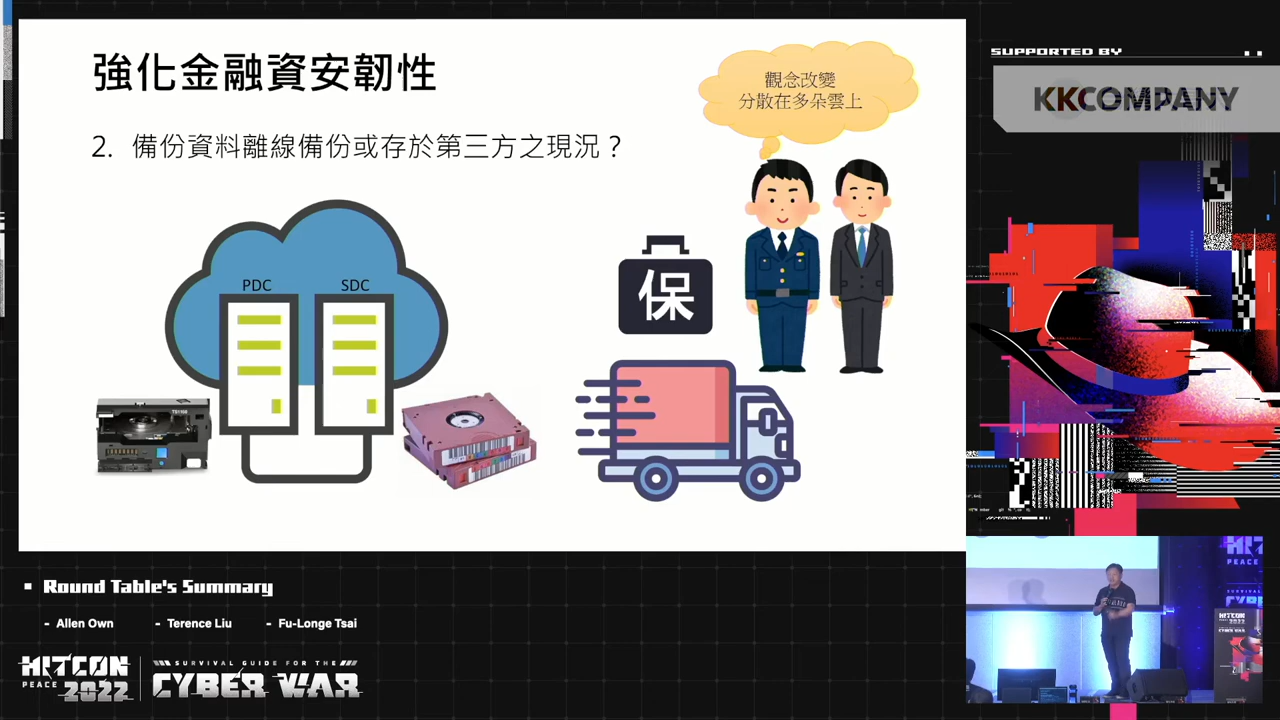 強化金融資安韌性
觀念改變
分散在多朵雲上
2. 備份資料離線備份或存於第三方之現況？
PDC
SDC
保
SUPPORTED BY
KKCOMPANY
Round Table's Summary
- Allen Own
- Terence Liu
- Fu-Longe Tsai
HITCON
PEACE 2022
SURVIVAL GUIDE FOR THE
CYBER WAR